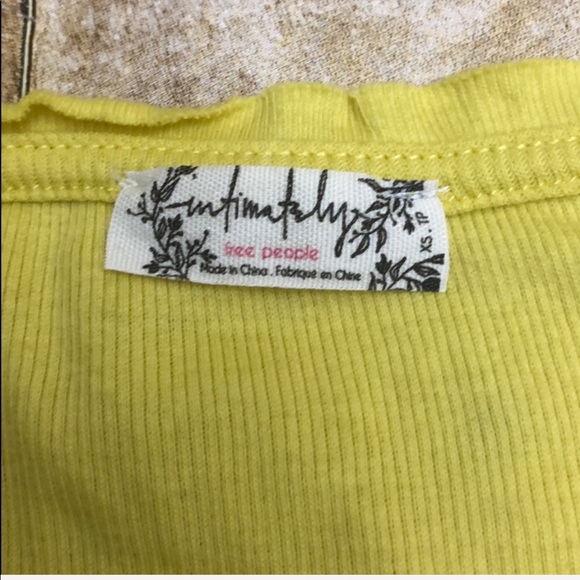 intimately
free people
Made in China . Fabriqué en Chine
XS . TP